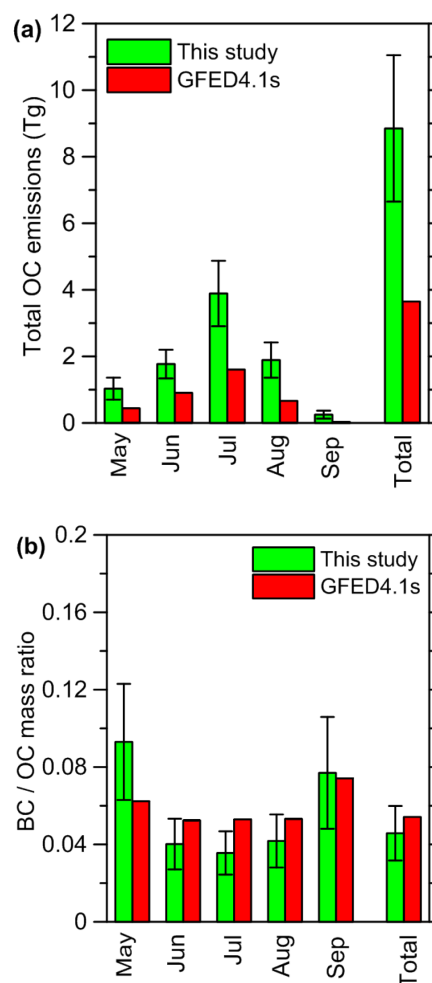 (a)
12
10
8
6
4
2
0
Total OC emissions (Tg)
This study
GFED4.1s
May
Jun
Jul
Aug
Sep
Total
(b)
0.2
0.16
0.12
0.08
0.04
0
BC / OC mass ratio
This study
GFED4.1s
May
Jun
Jul
Aug
Sep
Total